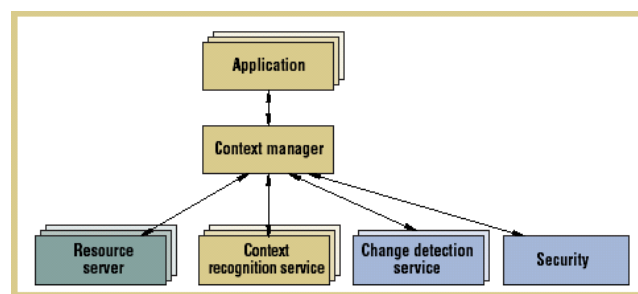 Application
Context manager
Resource
server
Context
recognition service
Change detection
service
Security